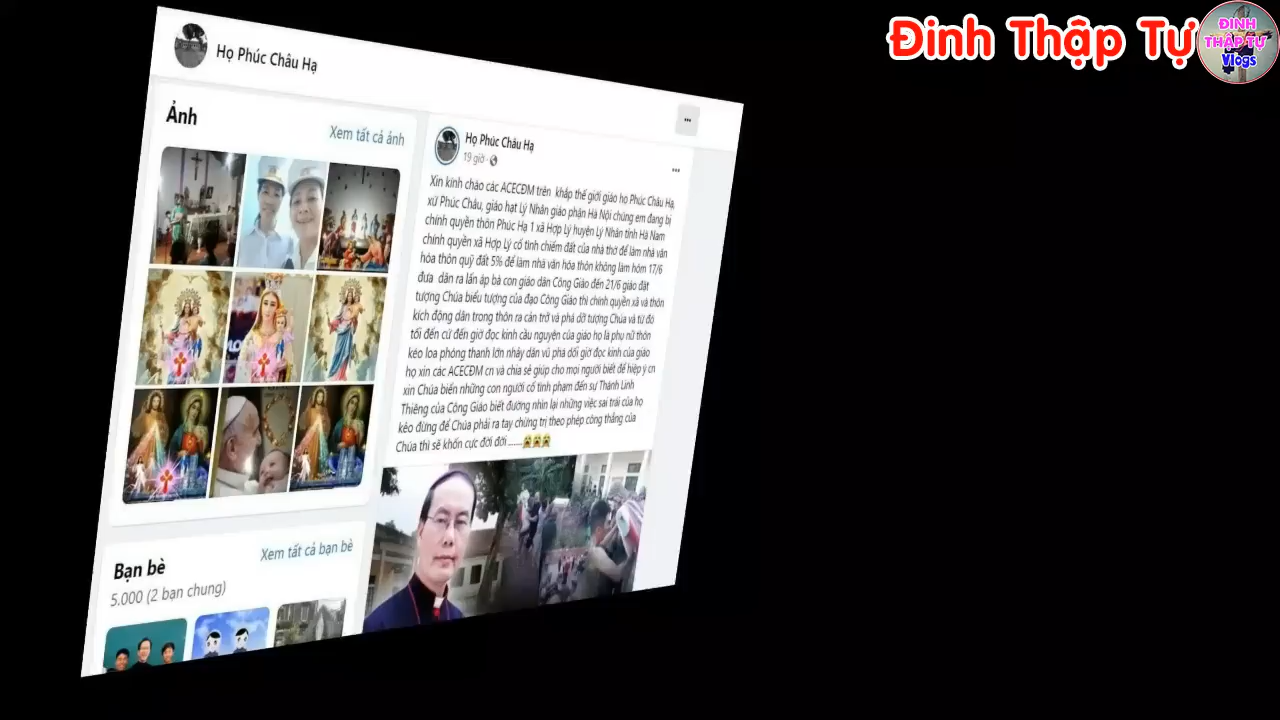 Đinh Thập Tự
ĐINH
THẬP TỰ
Vlogs
Họ Phúc Châu Hạ
Ảnh
Xem tất cả ảnh
Bạn bè
Xem tất cả bạn bè
5.000 (2 bạn chung)
Họ Phúc Châu Hạ
19 giờ
Xin kính chào các ACECĐM trên khắp thế giới giáo họ Phúc Châu Hạ,
xứ Phúc Châu, giáo hạt Lý Nhân giáo phận Hà Nội chúng em đang bị
chính quyền thôn Phúc Hạ 1 xã Hợp Lý huyện Lý Nhân tỉnh Hà Nam
chính quyền xã Hợp Lý cố tình chiếm đất của nhà thờ để làm nhà văn
hóa thôn quỹ đất 5% để làm nhà văn hóa thôn không làm hôm 17/6
đưa dân ra lấn áp bà con giáo dân Công Giáo đến 21/6 giáo đặt
tượng Chúa biểu tượng của đạo Công Giáo thì chính quyền xã và thôn
kích động dân trong thôn ra cản trở và phá dỡ tượng Chúa và từ đó
tối đến cứ đến giờ đọc kinh cầu nguyện của giáo họ là phụ nữ thôn
kéo loa phóng thanh lớn nhảy dân vũ phá dối giờ đọc kinh của giáo
họ xin các ACECĐM cn và chia sẻ giúp cho mọi người biết để hiệp ý cn
xin Chúa biến những con người cố tình phạm đến sự Thánh Linh
Thiêng của Công Giáo biết đường nhìn lại những việc sai trái của họ
kẻo đừng để Chúa phải ra tay chừng trị theo phép công thẳng của
Chúa thì sẽ khốn cực đời đời .......😭😭😭